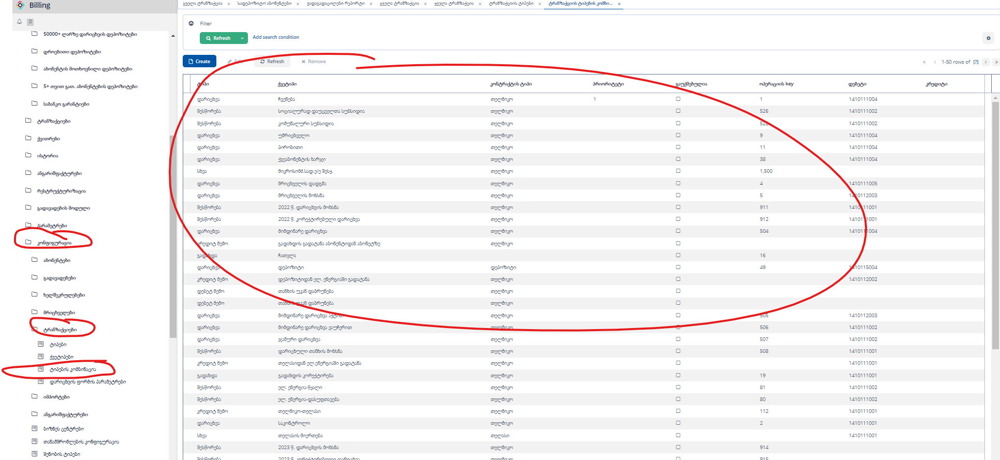 Billing
ყველა ტრანზაქცია × სადეპოზიტო აბონენტები × ვადაგადაცილები რეპორტი × ყველა ტრანზაქცია × ყველა ტრანზაქცია × ტრანზაქციის ტიპები × ტრანზაქციის ტიპების კომბი... ×
0
50000+ ლარზე დარიცხვის დეპოზიტები
დროებითი დეპოზიტები
აბონენტის მოთხოვნილი დეპოზიტები
5+ თვით გათ. აბონენტების დეპოზიტები
საბანკო გარანტიები
ტრანზაქციები
ქვითრები
ისტორია
ანგარიშფაქტურები
რესტრუქტურიზაცია
გადავადების მოდული
პარამეტრები
კონფიგურაცია
აბონენტები
გადავადებები
ხელშეკრულებები
მრიცხველები
ტრანზაქციები
ტიპები
ქვეტიპები
ტიპების კომბინაცია
დარიცხვის ფორმის პარამეტრები
იმპორტები
ანგარიშფაქტურები
ბიზნეს ცენტრები
თანამშრომლების კონფიგურაცია
შენობის ტიპები
Filter
Refresh Add search condition
Create Refresh Remove
« ‹ 1-50 rows of [?] › »
ტიპი ქვეტიპი კონტრაქტის ტიპი პრიორიტეტი გაუქმებულია ოპერაციის key დებეტი კრედიტი
დარიცხვა ჩვენება თელმიკო 1 1 1410111004
შესწორება სოციალურად დაუცველთა სუბსიდია თელმიკო 526 1410111002
შესწორება კომუნალური სუბსიდია თელმიკო 1410111002
დარიცხვა უმრიცხველო თელმიკო 9 1410111004
დარიცხვა პირობითი თელმიკო 11 1410111004
დარიცხვა ქვეაბონენტის ხარჯი თელმიკო 38 1410111004
სხვა მიკროსიმძ.სად.ე/ე შესყ. თელმიკო 1,500
დარიცხვა მრიცხველის დადგმა თელმიკო 4 1410111005
დარიცხვა მრიცხველის მოხსნა თელმიკო 5 1410112003
შესწორება 2022 წ. დარიცხვის მოხსნა თელმიკო 911 1410111001
შესწორება 2022 წ. კორექტირებული დარიცხვა თელმიკო 912 1410111001
დარიცხვა მიმდინარე დარიცხვა თელმიკო 504 1410111004
კრედიტ მემო გადახდის გადატანა აბონენტიდან აბონეტზე თელმიკო
გადახდა ჩათვლა 16
დარიცხვა დეპოზიტი დეპოზიტი 49 1410115004
კრედიტ მემო დეპოზიტიდან ელ. ენერგიაში გადატანა თელმიკო 1410112002
დებეტ მემო თანხის უკან დაბრუნება თელმიკო
დებეტ მემო თანხის უკან დაბრუნება თელმიკო
დარიცხვა მიმდინარე დარიცხვა აქტით თელმიკო 505 1410112003
დარიცხვა მიმდინარე დარიცხვა ვაუჩერით თელმიკო 506 1410111002
დარიცხვა ჯამური დარიცხვა თელმიკო 507 1410111002
შესწორება დარიცხული თანხის მოხსნა თელმიკო 508 1410111001
კრედიტ მემო თელასიდან ელ.ენერგიაში გადატანა თელმიკო 1410111001
გადახდა გადახდის კორექტირება თელმიკო 19 1410111001
შესწორება ელ. ენერგია-წყალი თელმიკო 81 1410111002
შესწორება ელ. ენერგია-დასუფთავება თელმიკო 80 1410111002
კრედიტ მემო თელმიკო-თელასი თელმიკო 112 1410111001
დარიცხვა საკონტროლო თელმიკო 2 1410111001
სხვა თელასის მიერთება თელასი 1410111001
შესწორება 2023 წ. დარიცხვის მოხსნა თელმიკო 914
შესწორება 2023 წ. კორექტირებული დარიცხვა თელმიკო 915